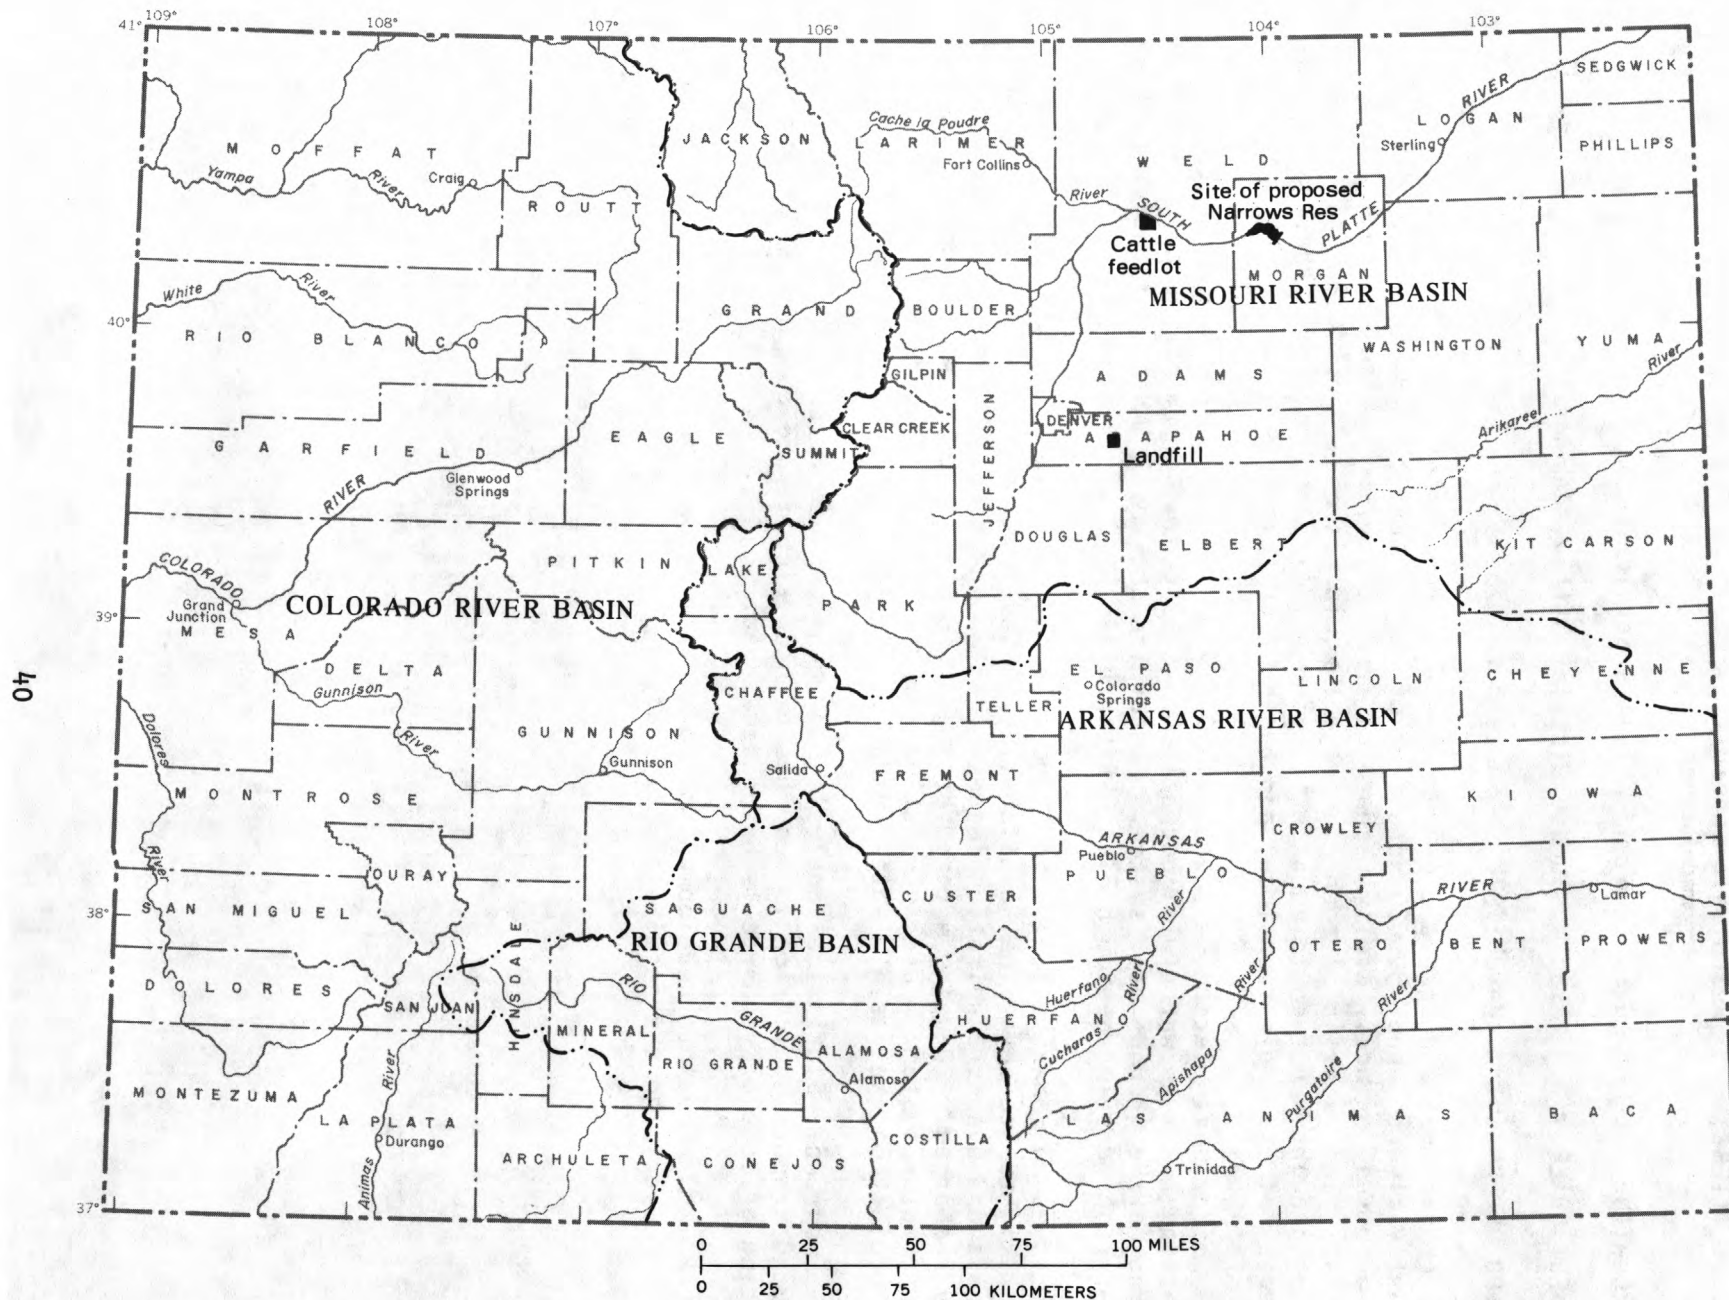 41° 109° 108° 107° 106° 105° 104° 103°
SEDGWICK
RIVER
LOGAN
Sterling
PHILLIPS
MOFFAT
Yampa
River
Craig
ROUTT
JACKSON
Cache la Poudre
LARIMER
Fort Collins
River
WELD
Site of proposed
Narrows Res
SOUTH
PLATTE
Cattle
feedlot
MORGAN
MISSOURI RIVER BASIN
White
River
40°
RIO BLANCO
GRAND
BOULDER
WASHINGTON
YUMA
River
Arikaree
GILPIN
ADAMS
JEFFERSON
DENVER
CLEAR CREEK
A APAHOE
Landfill
GARFIELD
EAGLE
SUMMIT
RIVER
Glenwood
Springs
DOUGLAS
ELBERT
KIT CARSON
PITKIN
LAKE
PARK
COLORADO
Grand
Junction
39°
MESA
COLORADO RIVER BASIN
DELTA
Gunnison
River
CHAFFEE
EL PASO
Colorado
Springs
LINCOLN
CHEYENNE
TELLER
ARKANSAS RIVER BASIN
40
Dolores
River
GUNNISON
Gunnison
Salida
FREMONT
MONTROSE
KIOWA
CROWLEY
ARKANSAS
Pueblo
PUEBLO
RIVER
Lamar
OURAY
CUSTER
River
38°
SAN MIGUEL
SAGUACHE
RIO GRANDE BASIN
OTERO
BENT
PROWERS
HINSDALE
DOLORES
SAN JUAN
RIO
GRANDE
MINERAL
RIO GRANDE
ALAMOSA
Alamosa
Huerfano
River
HUERFANO
Cucharas
River
Apishapa
River
Purgatoire
MONTEZUMA
LA PLATA
River
Durango
Animas
ARCHULETA
CONEJOS
COSTILLA
LAS ANIMAS
BACA
Trinidad
37°
0 25 50 75 100 MILES
0 25 50 75 100 KILOMETERS